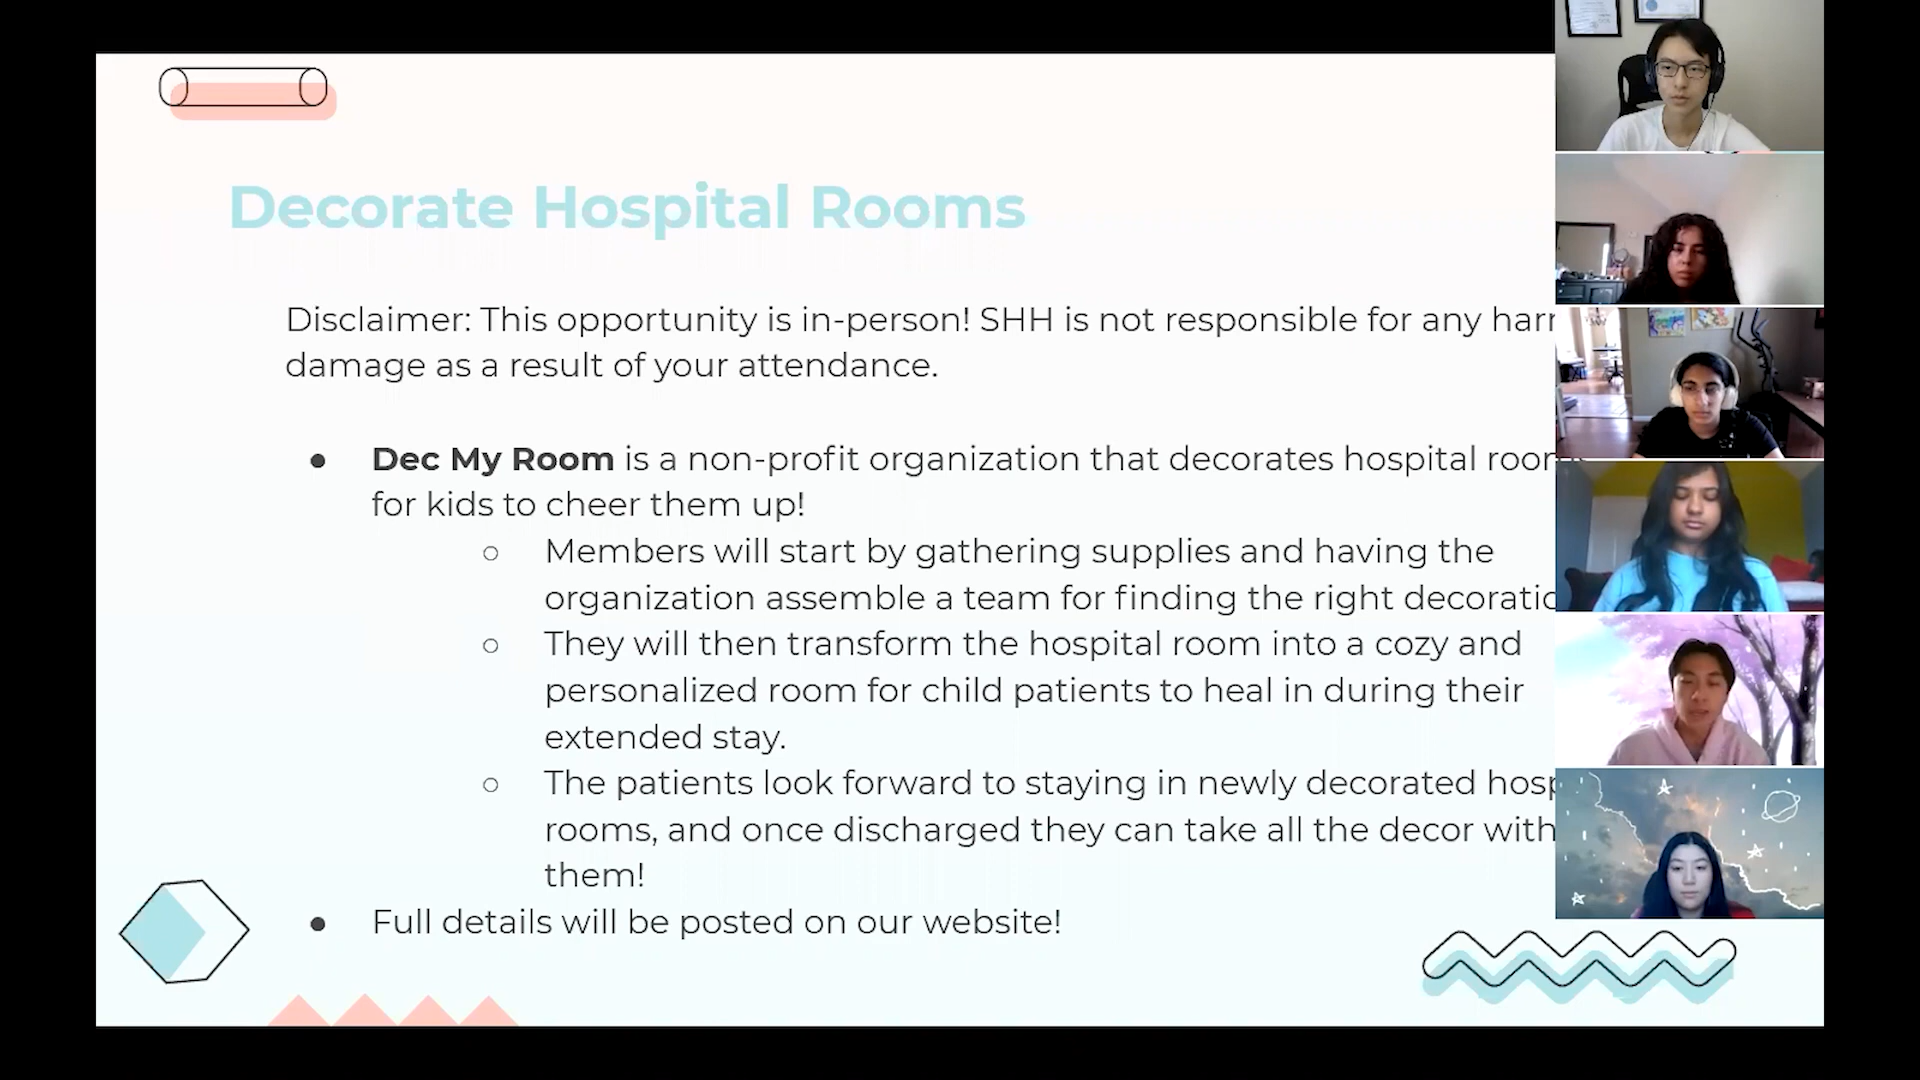 Decorate Hospital Rooms
Disclaimer: This opportunity is in-person! SHH is not responsible for any
damage as a result of your attendance.
● Dec My Room is a non-profit organization that decorates hospital
for kids to cheer them up!
○ Members will start by gathering supplies and having the
organization assemble a team for finding the right
○ They will then transform the hospital room into a cozy and
personalized room for child patients to heal in during their
extended stay.
○ The patients look forward to staying in newly decorated
rooms, and once discharged they can take all the decor with
them!
● Full details will be posted on our website!